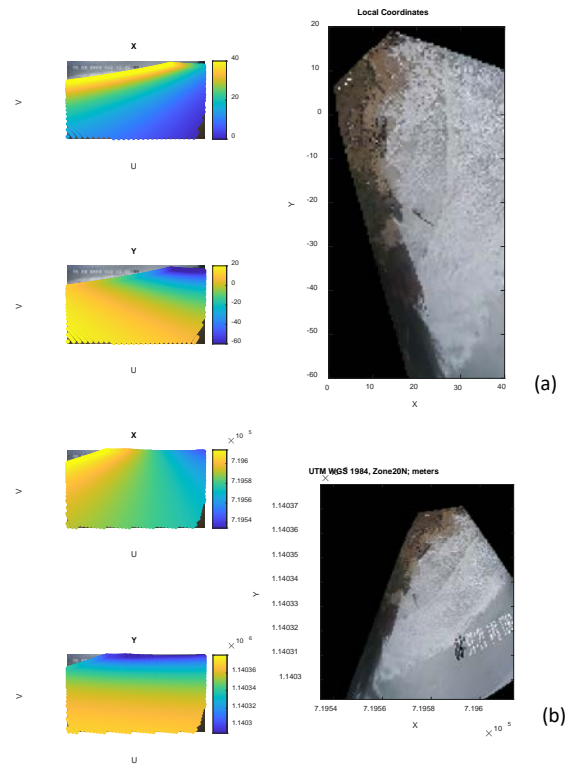 Local Coordinates
X
40
20
0
V
U
20
10
0
-10
-20
-30
-40
-50
-60
Y
0
10
20
30
40
X
(a)
Y
20
0
-20
-40
-60
V
U
X
× 10 5
7.196
7.1958
7.1956
7.1954
V
U
UTM WGS 1984, Zone20N; meters
1.14037
1.14036
1.14035
1.14034
1.14033
1.14032
1.14031
1.1403
Y
7.1954
7.1956
7.1958
7.196
X
× 10 5
(b)
Y
× 10 6
1.14036
1.14034
1.14032
1.1403
V
U